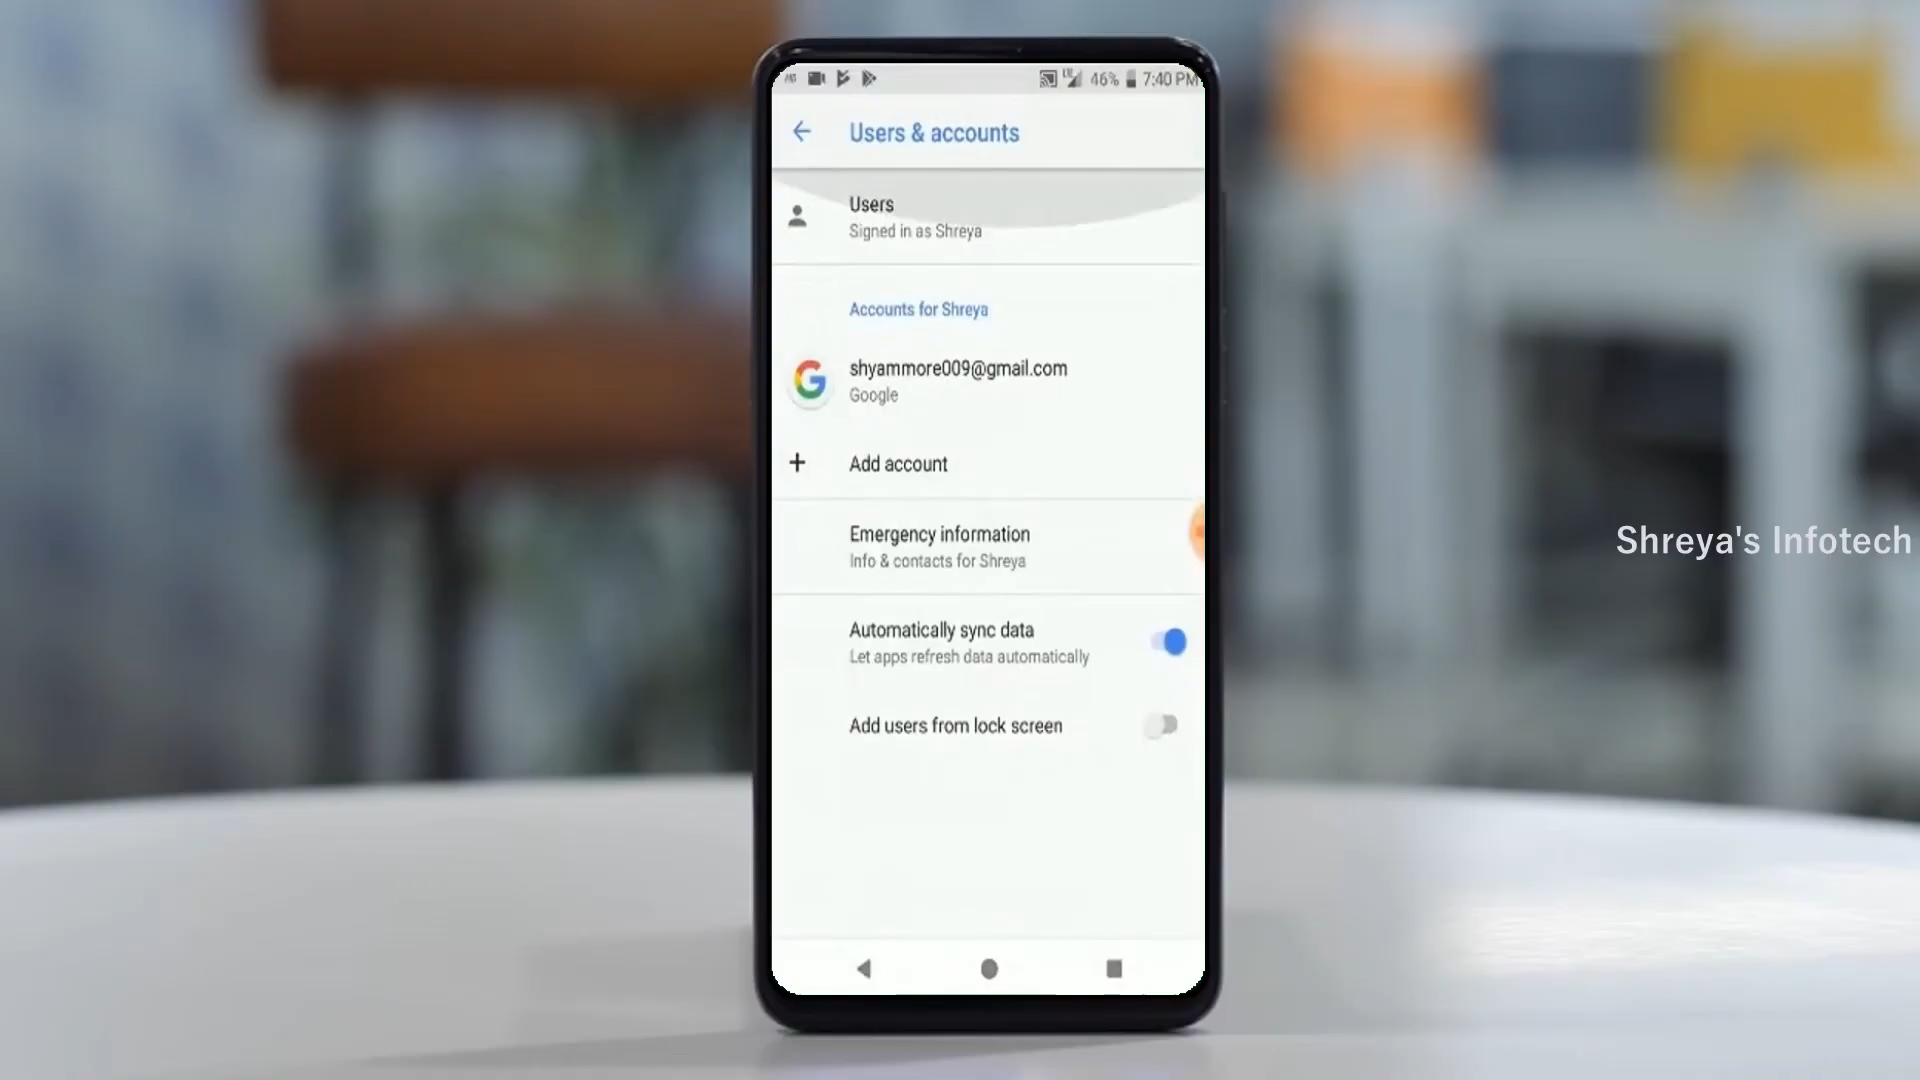 46% 7:40 PM
Users & accounts
Users
Signed in as Shreya
Accounts for Shreya
shyammore009@gmail.com
Google
Add account
Emergency information
Info & contacts for Shreya
Automatically sync data
Let apps refresh data automatically
Add users from lock screen
Shreya's Infotech